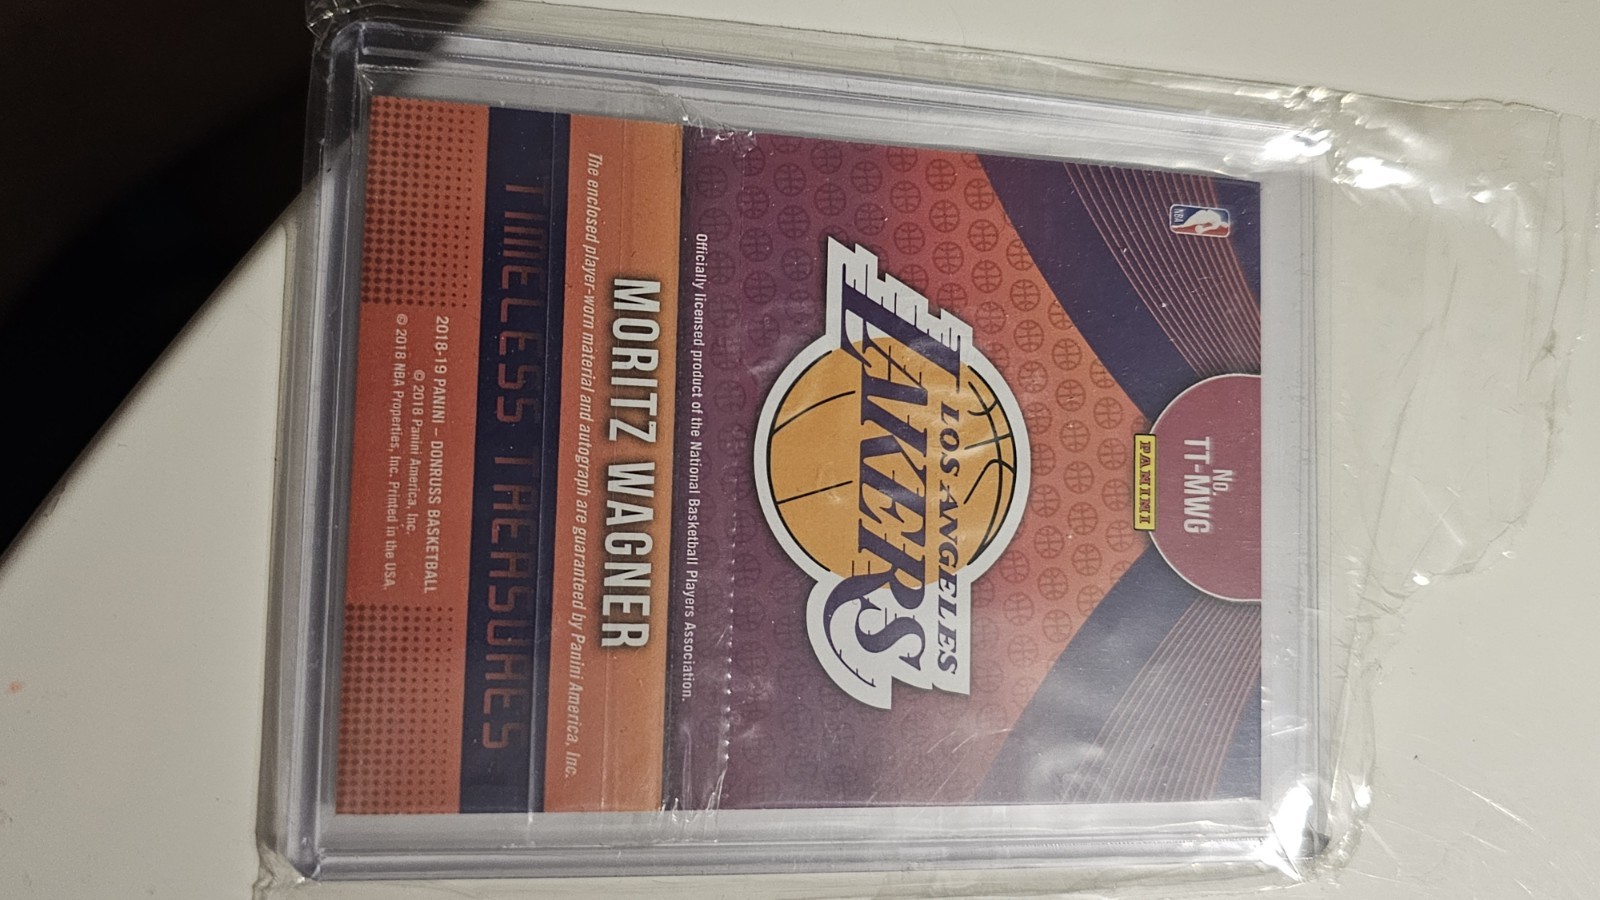 No.
TT-MWG
PANINI
NBA
LOS ANGELES
LAKERS
Officially licensed product of the National Basketball Players Association.
MORITZ WAGNER
The enclosed player-worn material and autograph are guaranteed by Panini America, Inc.
TIMELESS TREASURES
2018-19 PANINI – DONRUSS BASKETBALL
© 2018 Panini America, Inc.
© 2018 NBA Properties, Inc. Printed in the USA.